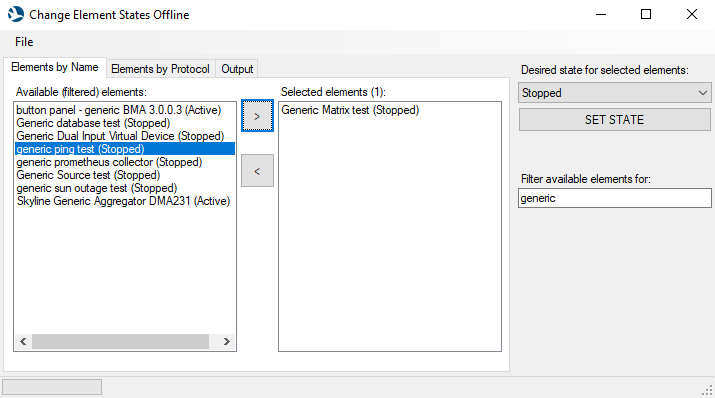 Change Element States Offline
File
Elements by Name
Elements by Protocol
Output
Available (filtered) elements:
button panel - generic BMA 3.0.0.3 (Active)
Generic database test (Stopped)
Generic Dual Input Virtual Device (Stopped)
generic ping test (Stopped)
generic prometheus collector (Stopped)
Generic Source test (Stopped)
generic sun outage test (Stopped)
Skyline Generic Aggregator DMA231 (Active)
>
<
Selected elements (1):
Generic Matrix test (Stopped)
Desired state for selected elements:
Stopped
SET STATE
Filter available elements for:
generic